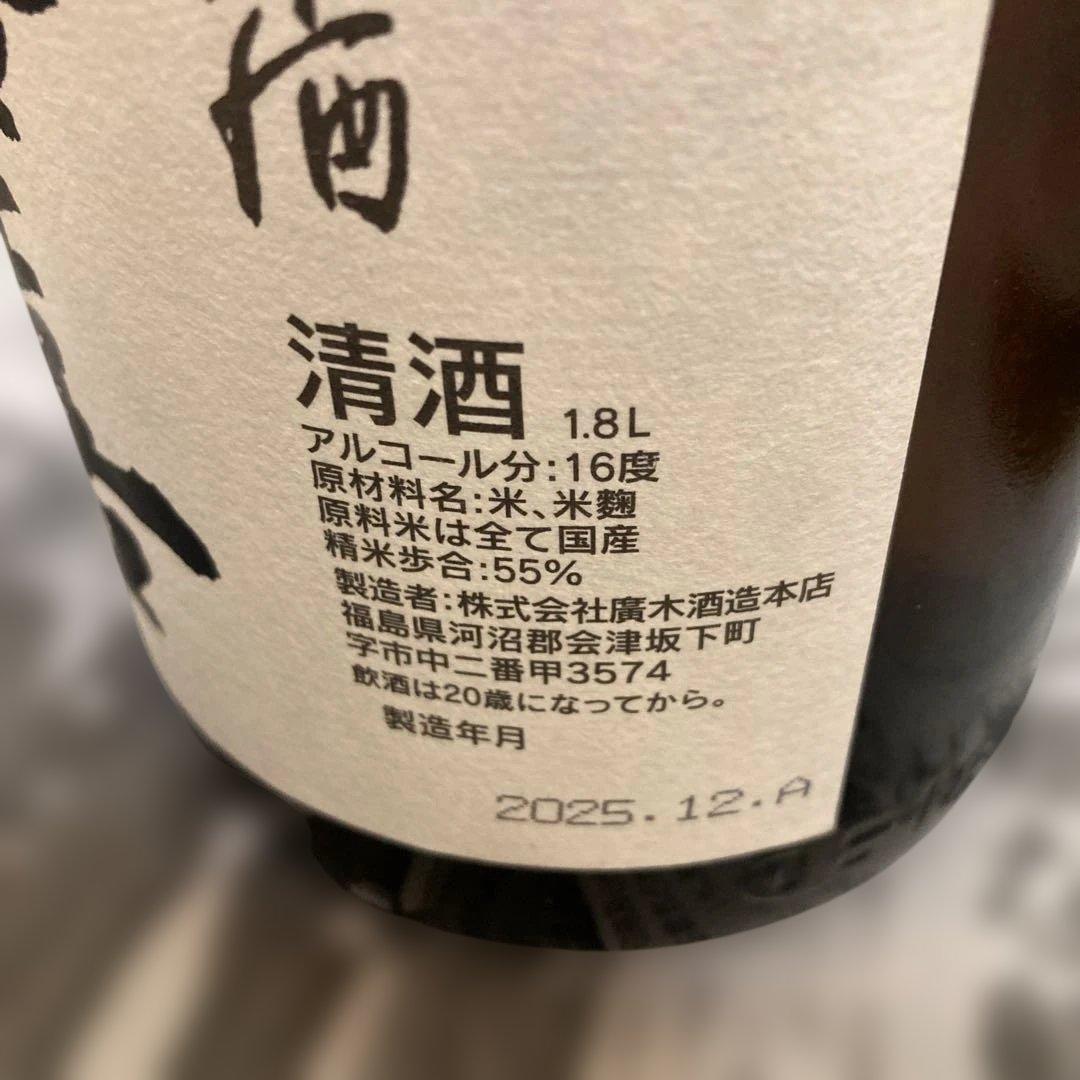 酒
清酒 1.8L
アルコール分:16度
原材料名:米、米麹
原料米は全て国産
精米歩合:55%
製造者:株式会社廣木酒造本店
福島県河沼郡会津坂下町
字市中二番甲3574
飲酒は20歳になってから。
製造年月
2025.12.A